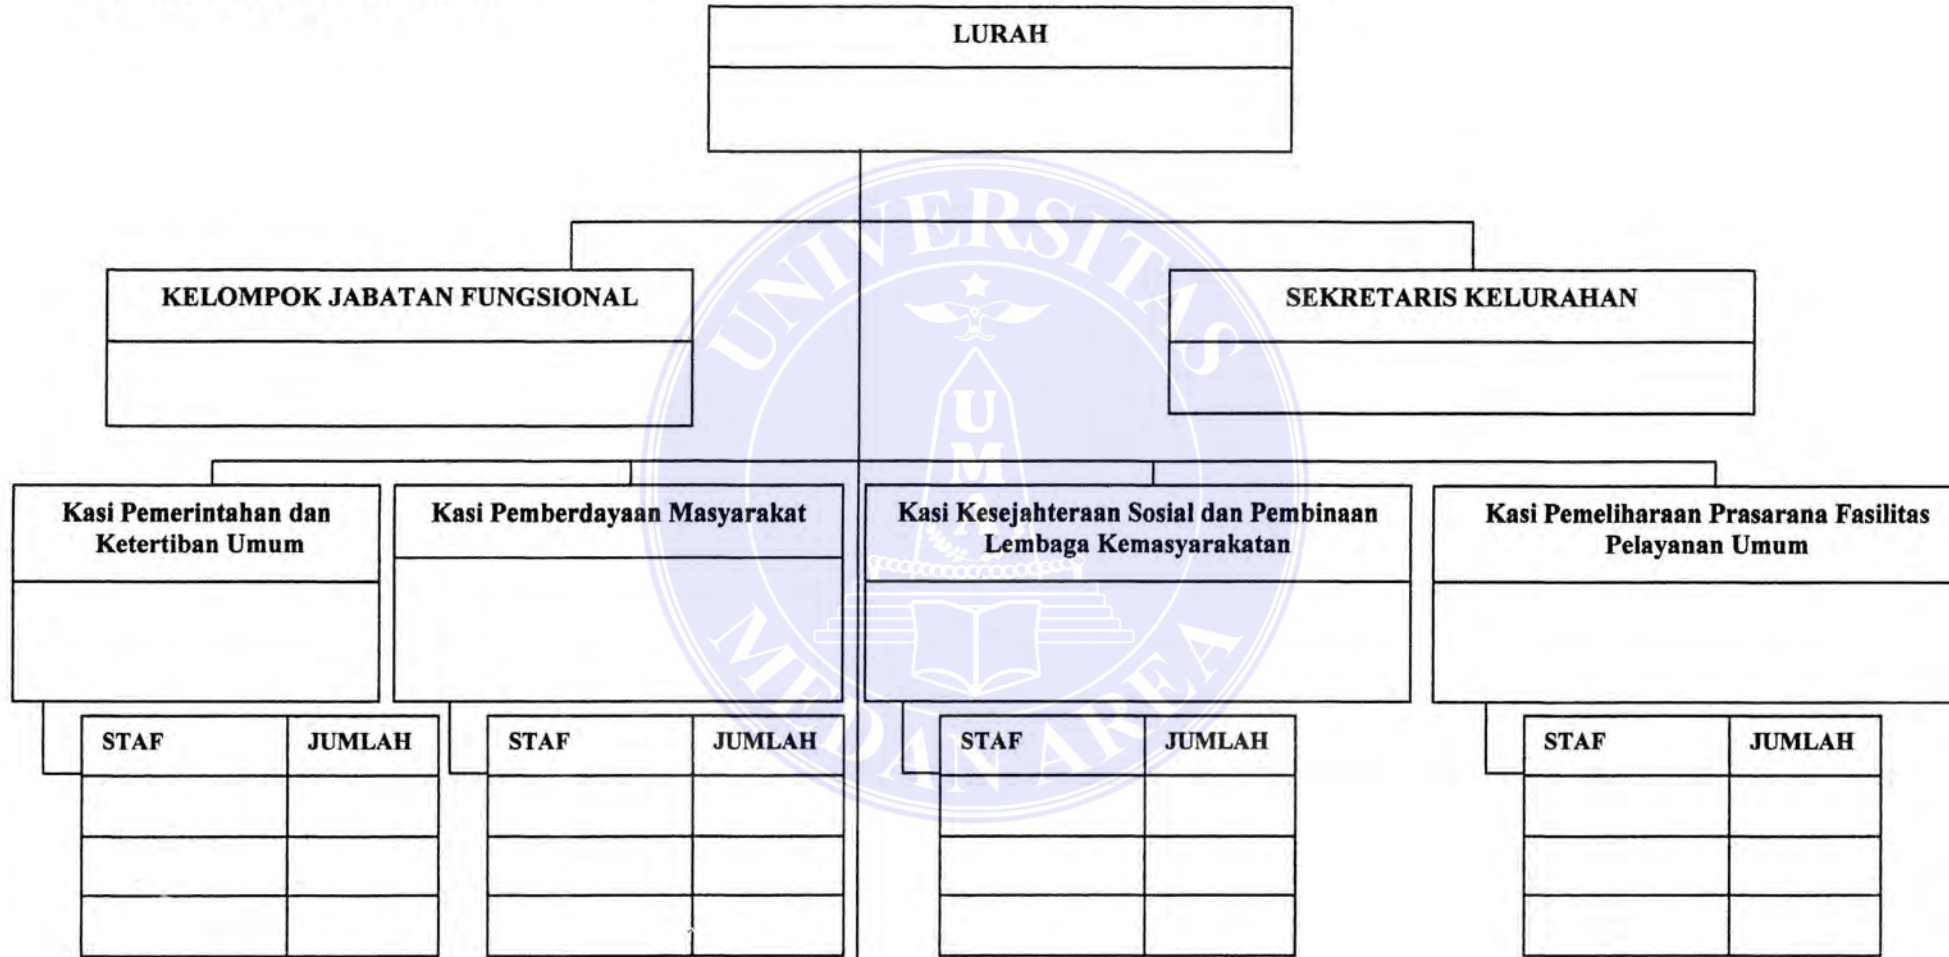 LURAH
KELOMPOK JABATAN FUNGSIONAL
SEKRETARIS KELURAHAN
Kasi Pemerintahan dan
Ketertiban Umum
Kasi Pemberdayaan Masyarakat
Kasi Kesejahteraan Sosial dan Pembinaan
Lembaga Kemasyarakatan
Kasi Pemeliharaan Prasarana Fasilitas
Pelayanan Umum
STAF JUMLAH
STAF JUMLAH
STAF JUMLAH
STAF JUMLAH
UNIVERSITAS
UMA
MEDAN AREA